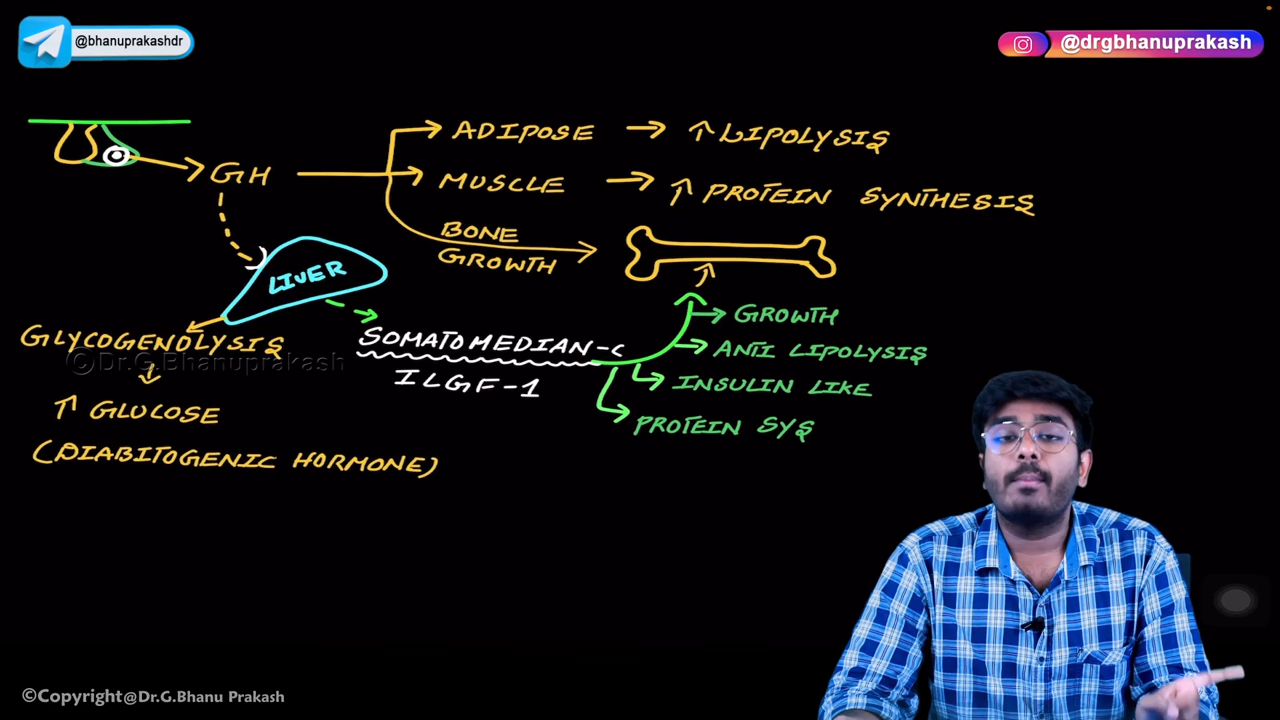 @bhanuprakashdr
@drgbhanuprakash
GH
ADIPOSE → ↑ LIPOLYSIS
MUSCLE → ↑ PROTEIN SYNTHESIS
BONE
GROWTH
LIVER
GLYCOGENOLYSIS
©Dr.G.Bhanuprakash
↑ GLUCOSE
(DIABITOGENIC HORMONE)
SOMATOMEDIAN-C
ILGF-1
GROWTH
ANTI LIPOLYSIS
INSULIN LIKE
PROTEIN SYS
©Copyright@Dr.G.Bhanu Prakash